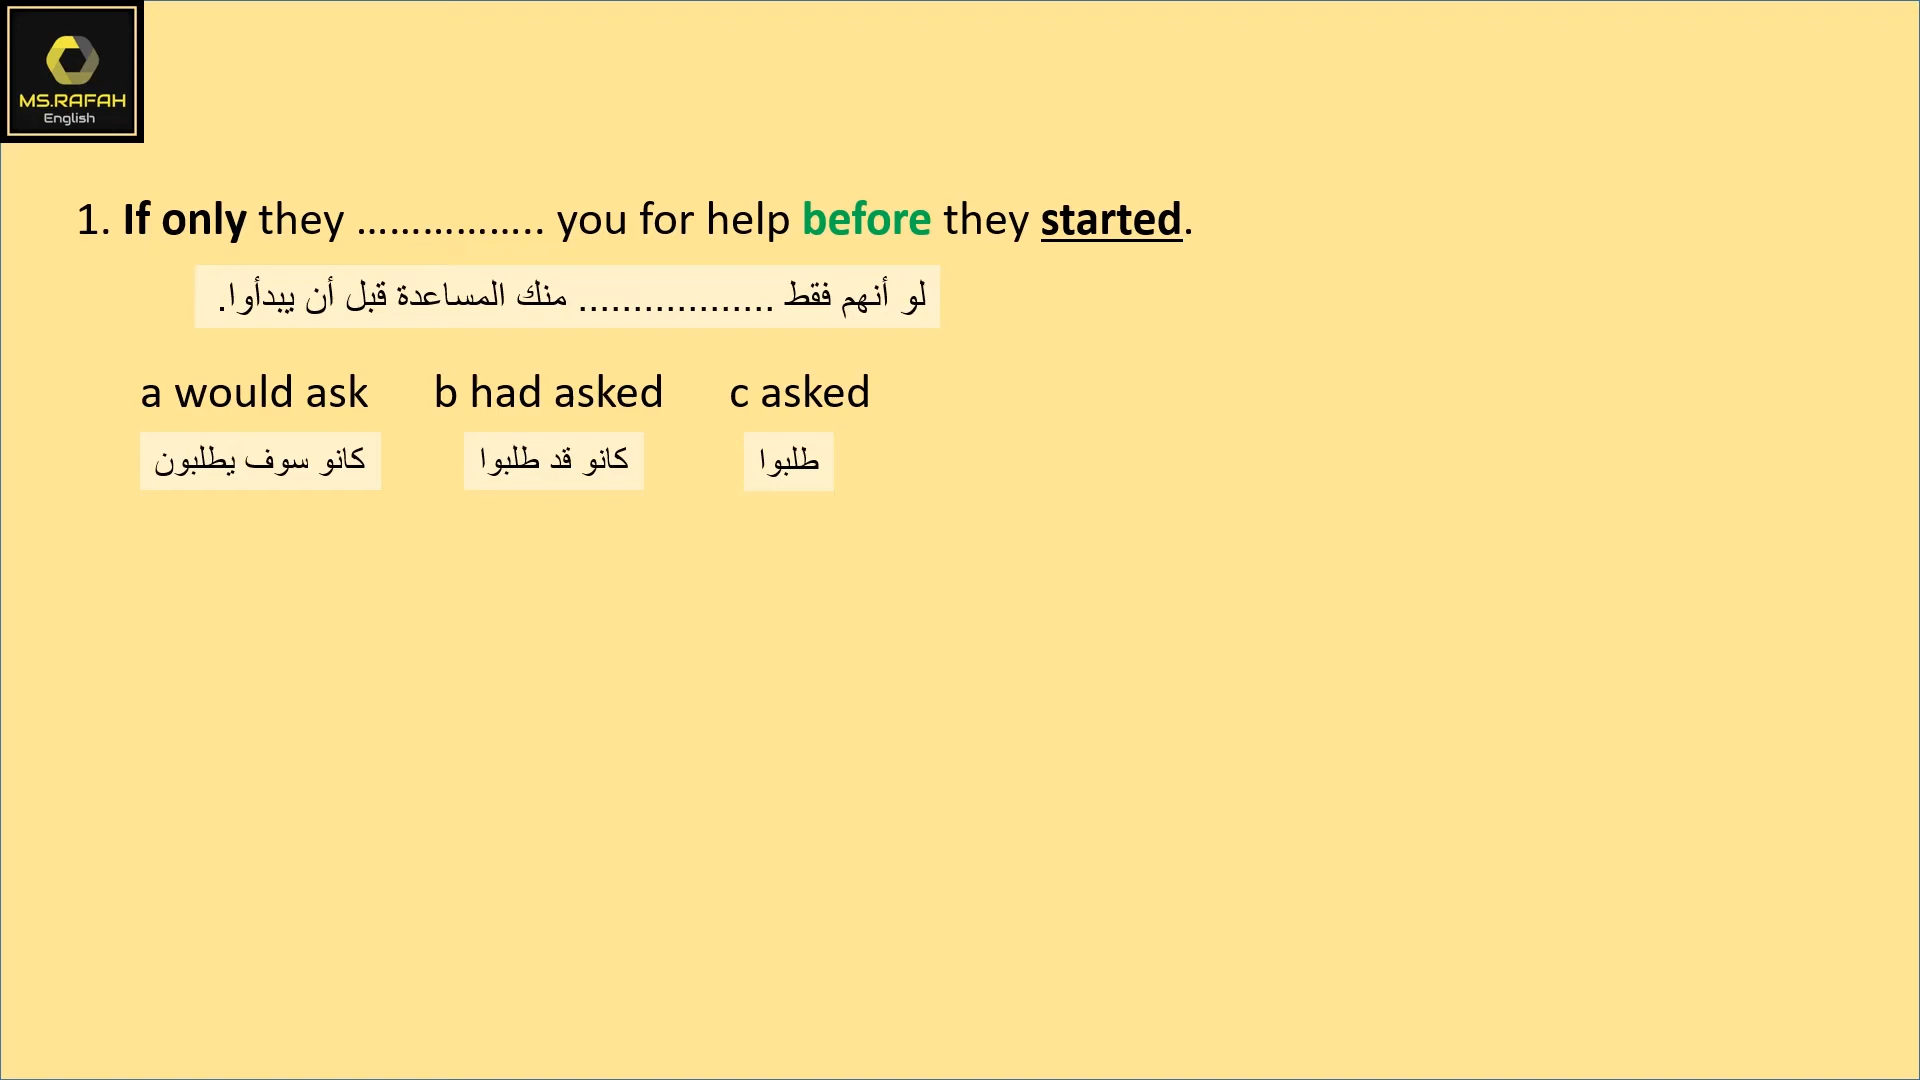 MS.RAFAH
English
1. If only they …………….. you for help before they started.
لو أنهم فقط .................. منك المساعدة قبل أن يبدأوا.
a would ask b had asked c asked
كانو سوف يطلبون كانو قد طلبوا طلبوا